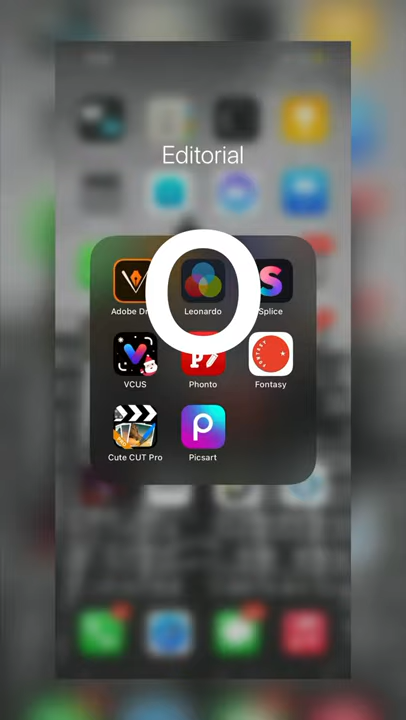 Editorial
Adobe Dr
Leonardo
Splice
VCUS
Phonto
Fontasy
Cute CUT Pro
Picsart